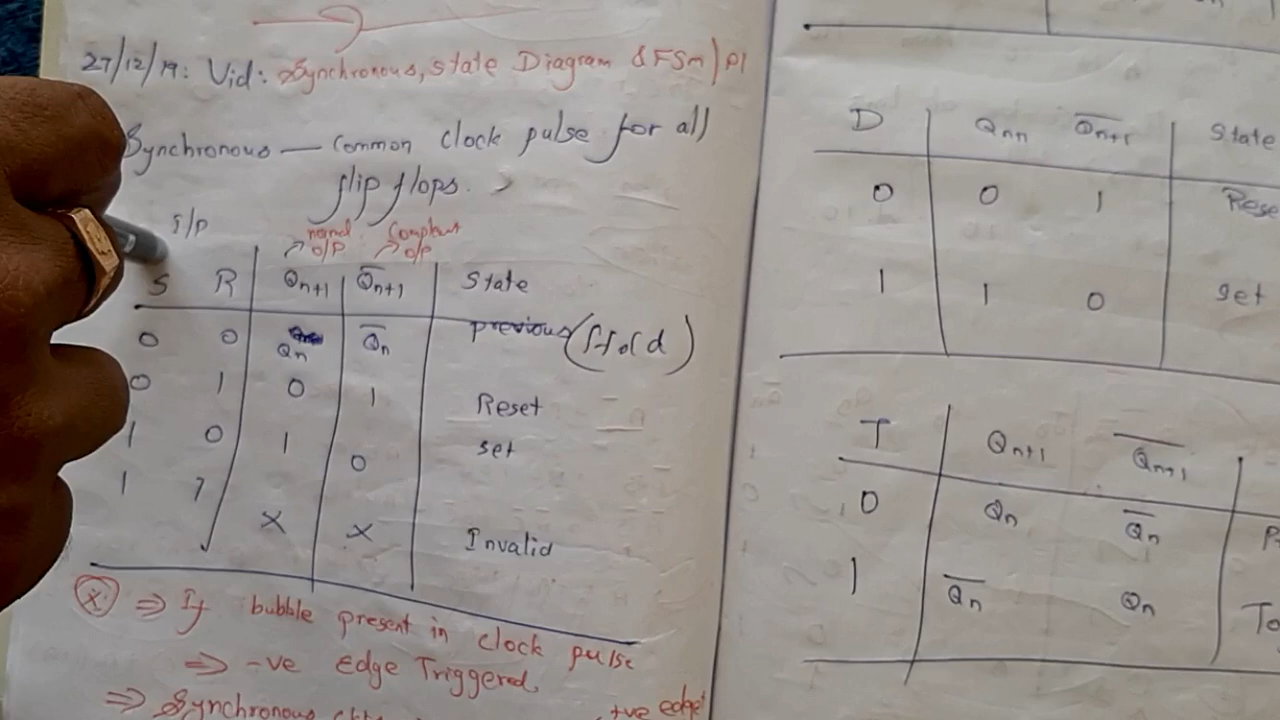 27/12/19: Vid: Synchronous, state Diagram & FSM/P1
Synchronous — common clock pulse for all
flip flops.
I/P
O/P O/P
S R Qn+1 Q̅n+1 State
0 0 Qn Q̅n previous (Hold)
0 1 0 1 Reset
1 0 1 0 set
1 1 X X Invalid
X ⇒ If bubble present in clock pulse
⇒ -ve Edge Triggered
⇒ Synchronous +ve edge
D Q̅n+1 State
0 0 1 Rese
1 1 0 set
T Qn+1 Q̅n+1
0 Qn Q̅n P
1 Q̅n Qn To